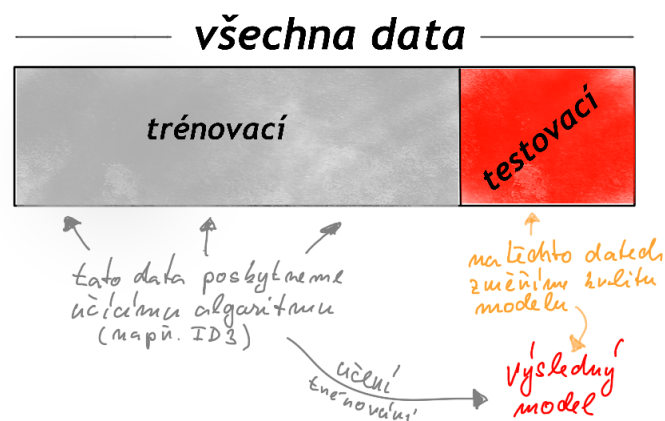 všechna data
trénovací
testovací
tato data poskytneme
učícímu algoritmu
(např. ID3)
na těchto datech
změříme kvalitu
modelu
učení
trénování
výsledný
model